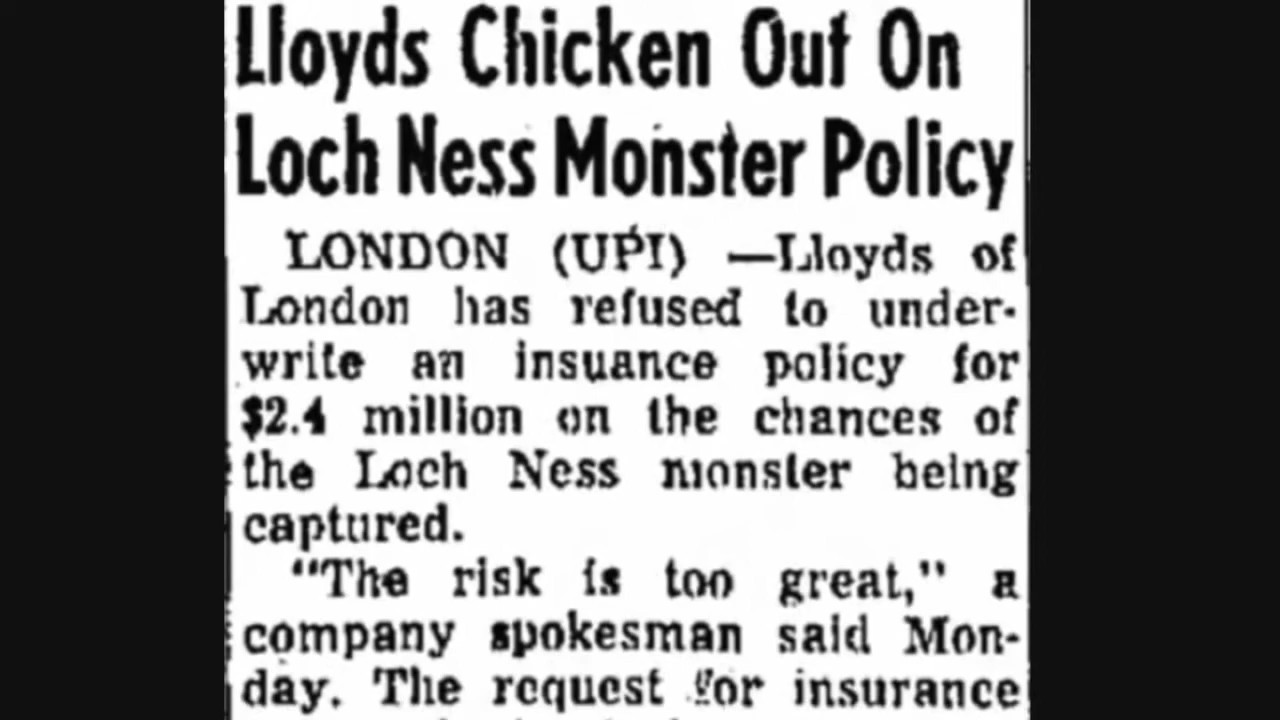 Lloyds Chicken Out On
Loch Ness Monster Policy
LONDON (UPI) —Lloyds of
London has refused to under-
write an insuance policy for
$2.4 million on the chances of
the Loch Ness monster being
captured.
"The risk is too great," a
company spokesman said Mon-
day. The request for insurance